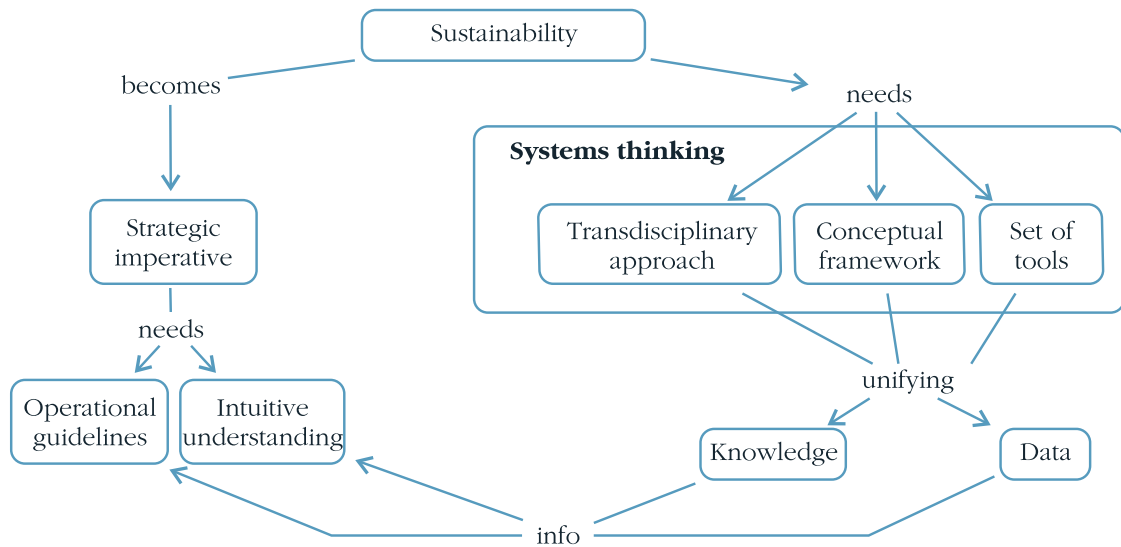 Sustainability
becomes
needs
Systems thinking
Strategic
imperative
Transdisciplinary
approach
Conceptual
framework
Set of
tools
needs
unifying
Operational
guidelines
Intuitive
understanding
Knowledge
Data
info